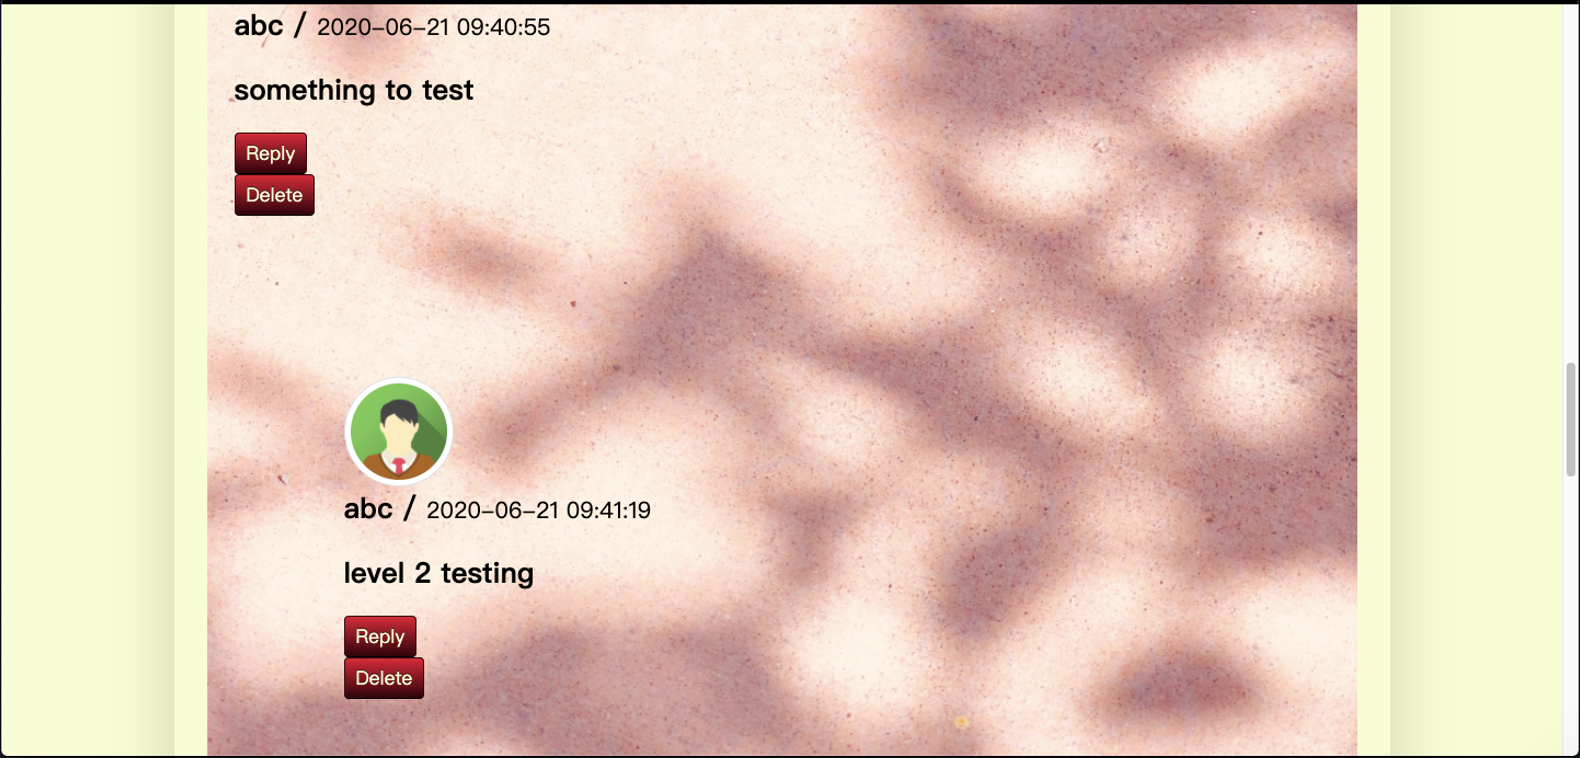 abc / 2020-06-21 09:40:55
something to test
Reply
Delete
abc / 2020-06-21 09:41:19
level 2 testing
Reply
Delete